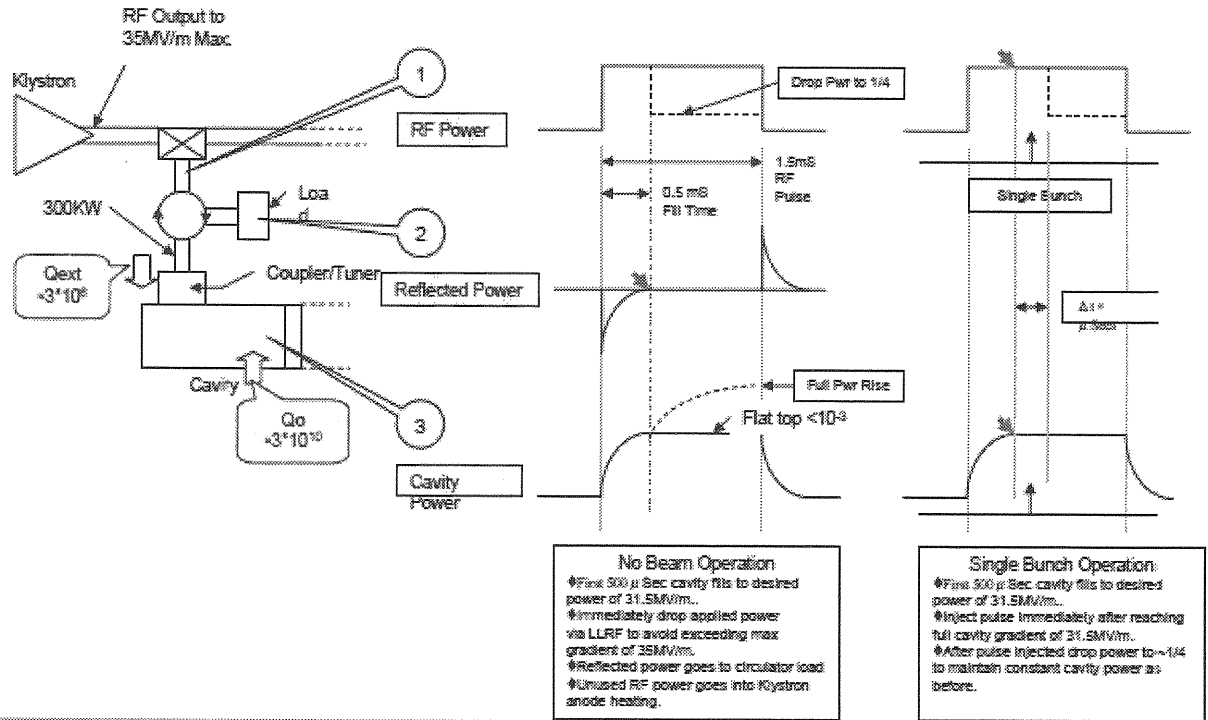 RF Output to
35MV/m Max.
Klystron
1
RF Power
300KW
Loa
d
2
Qext
Coupler/Tuner
Reflected Power
Cavity
Qo
~3*10¹⁰
3
Cavity
Power
Drop Pwr to 1/4
0.5 mS
Fill Time
RF
Pulse
Full Pwr Rise
Flat top <10-3
Single Bunch
Δt =
No Beam Operation
♦First 500 μ Sec cavity fills to desired
power of 31.5MV/m..
♦Immediately drop applied power
via LLRF to avoid exceeding max
gradient of 35MV/m.
♦Reflected power goes to circulator load
♦Unused RF power goes into Klystron
anode heating.
Single Bunch Operation
♦First 500 μ Sec cavity fills to desired
power of 31.5MV/m..
♦Inject pulse immediately after reaching
full cavity gradient of 31.5MV/m.
♦After pulse injected drop power to ~1/4
to maintain constant cavity power as
before.